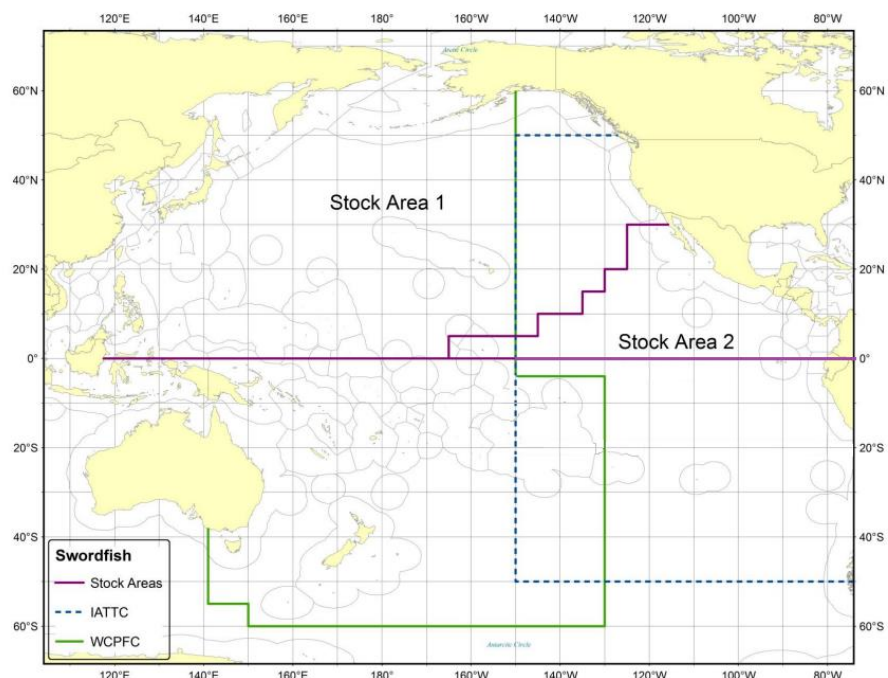 Arctic Circle
60°N
60°N
40°N
40°N
Stock Area 1
20°N
20°N
Stock Area 2
0°
0°
20°S
20°S
40°S
40°S
Swordfish
Stock Areas
IATTC
60°S
60°S
WCPFC
Antarctic Circle
120°E
140°E
160°E
180°
160°W
140°W
120°W
100°W
80°W
120°E
140°E
160°E
180°
160°W
140°W
120°W
100°W
80°W